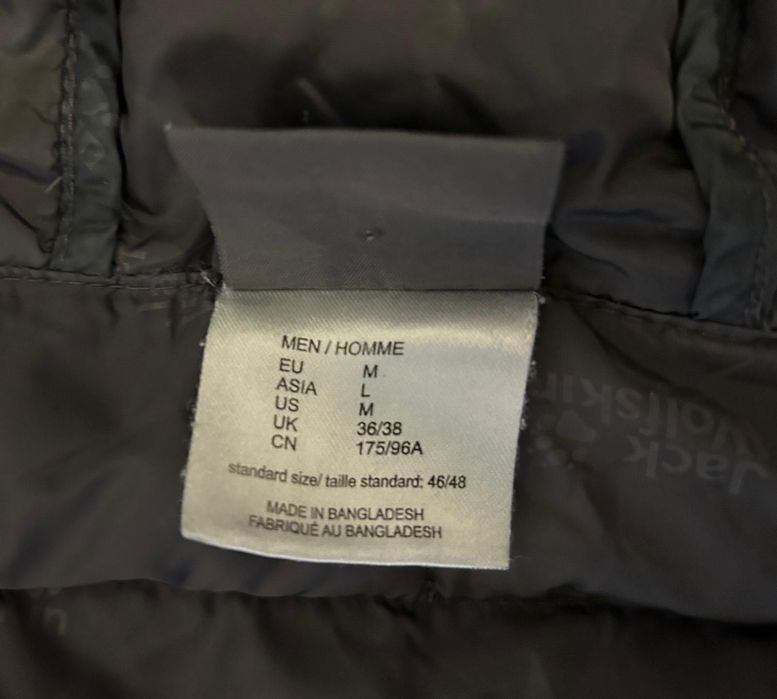 MEN / HOMME
EU M
ASIA L
US M
UK 36/38
CN 175/96A
standard size/ taille standard: 46/48
MADE IN BANGLADESH
FABRIQUÉ AU BANGLADESH
Jack
Wolfskin